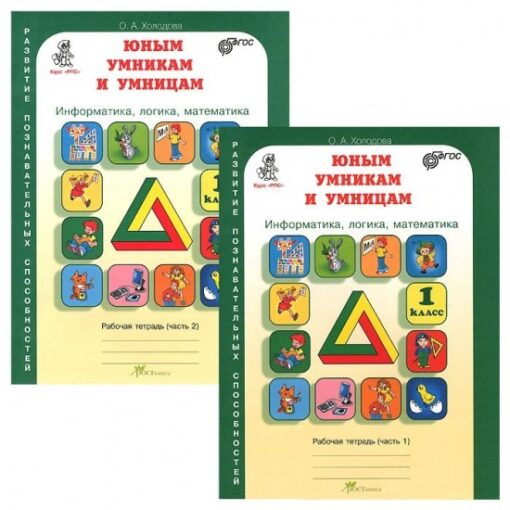 О. А. Холодова
ЮНЫМ
УМНИКАМ
И УМНИЦАМ
Курс «РПС»
ФГОС
Информатика, логика, математика
РАЗВИТИЕ ПОЗНАВАТЕЛЬНЫХ СПОСОБНОСТЕЙ
1
КЛАСС
Рабочая тетрадь (часть 2)
РОСТкнига
О. А. Холодова
ЮНЫМ
УМНИКАМ
И УМНИЦАМ
Курс «РПС»
ФГОС
Информатика, логика, математика
РАЗВИТИЕ ПОЗНАВАТЕЛЬНЫХ СПОСОБНОСТЕЙ
1
КЛАСС
Рабочая тетрадь (часть 1)
РОСТкнига